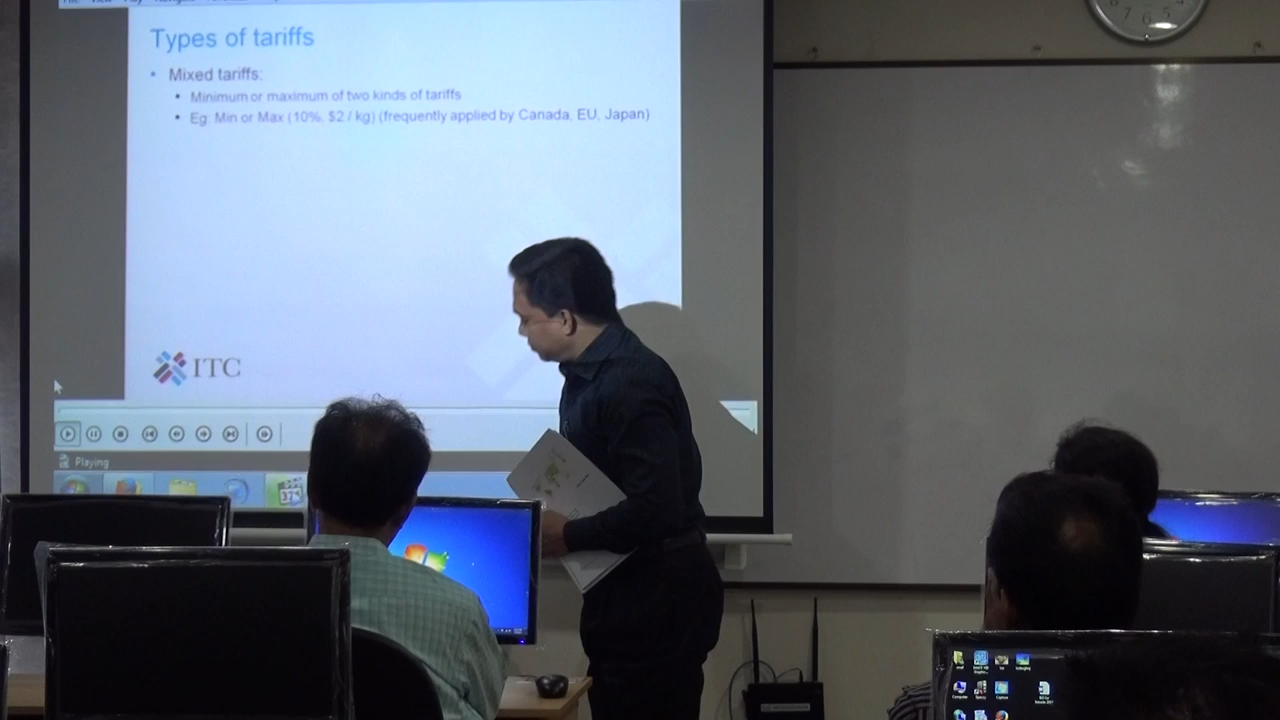 Types of tariffs
• Mixed tariffs:
• Minimum or maximum of two kinds of tariffs
• Eg: Min or Max (10%, $2 / kg) (frequently applied by Canada, EU, Japan)
ITC
Playing